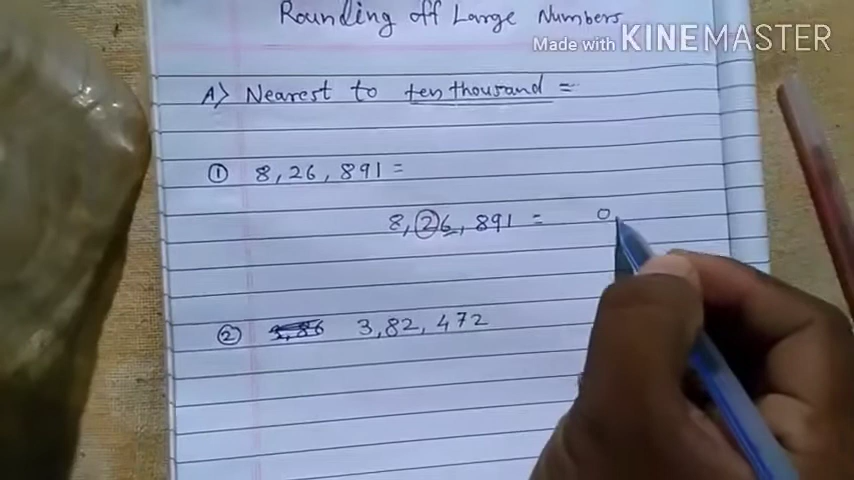 Rounding off Large Numbers
Made with KINEMASTER
A> Nearest to ten thousand =
① 8,26,891 =
8,26,891 = 0
② 3,82,472